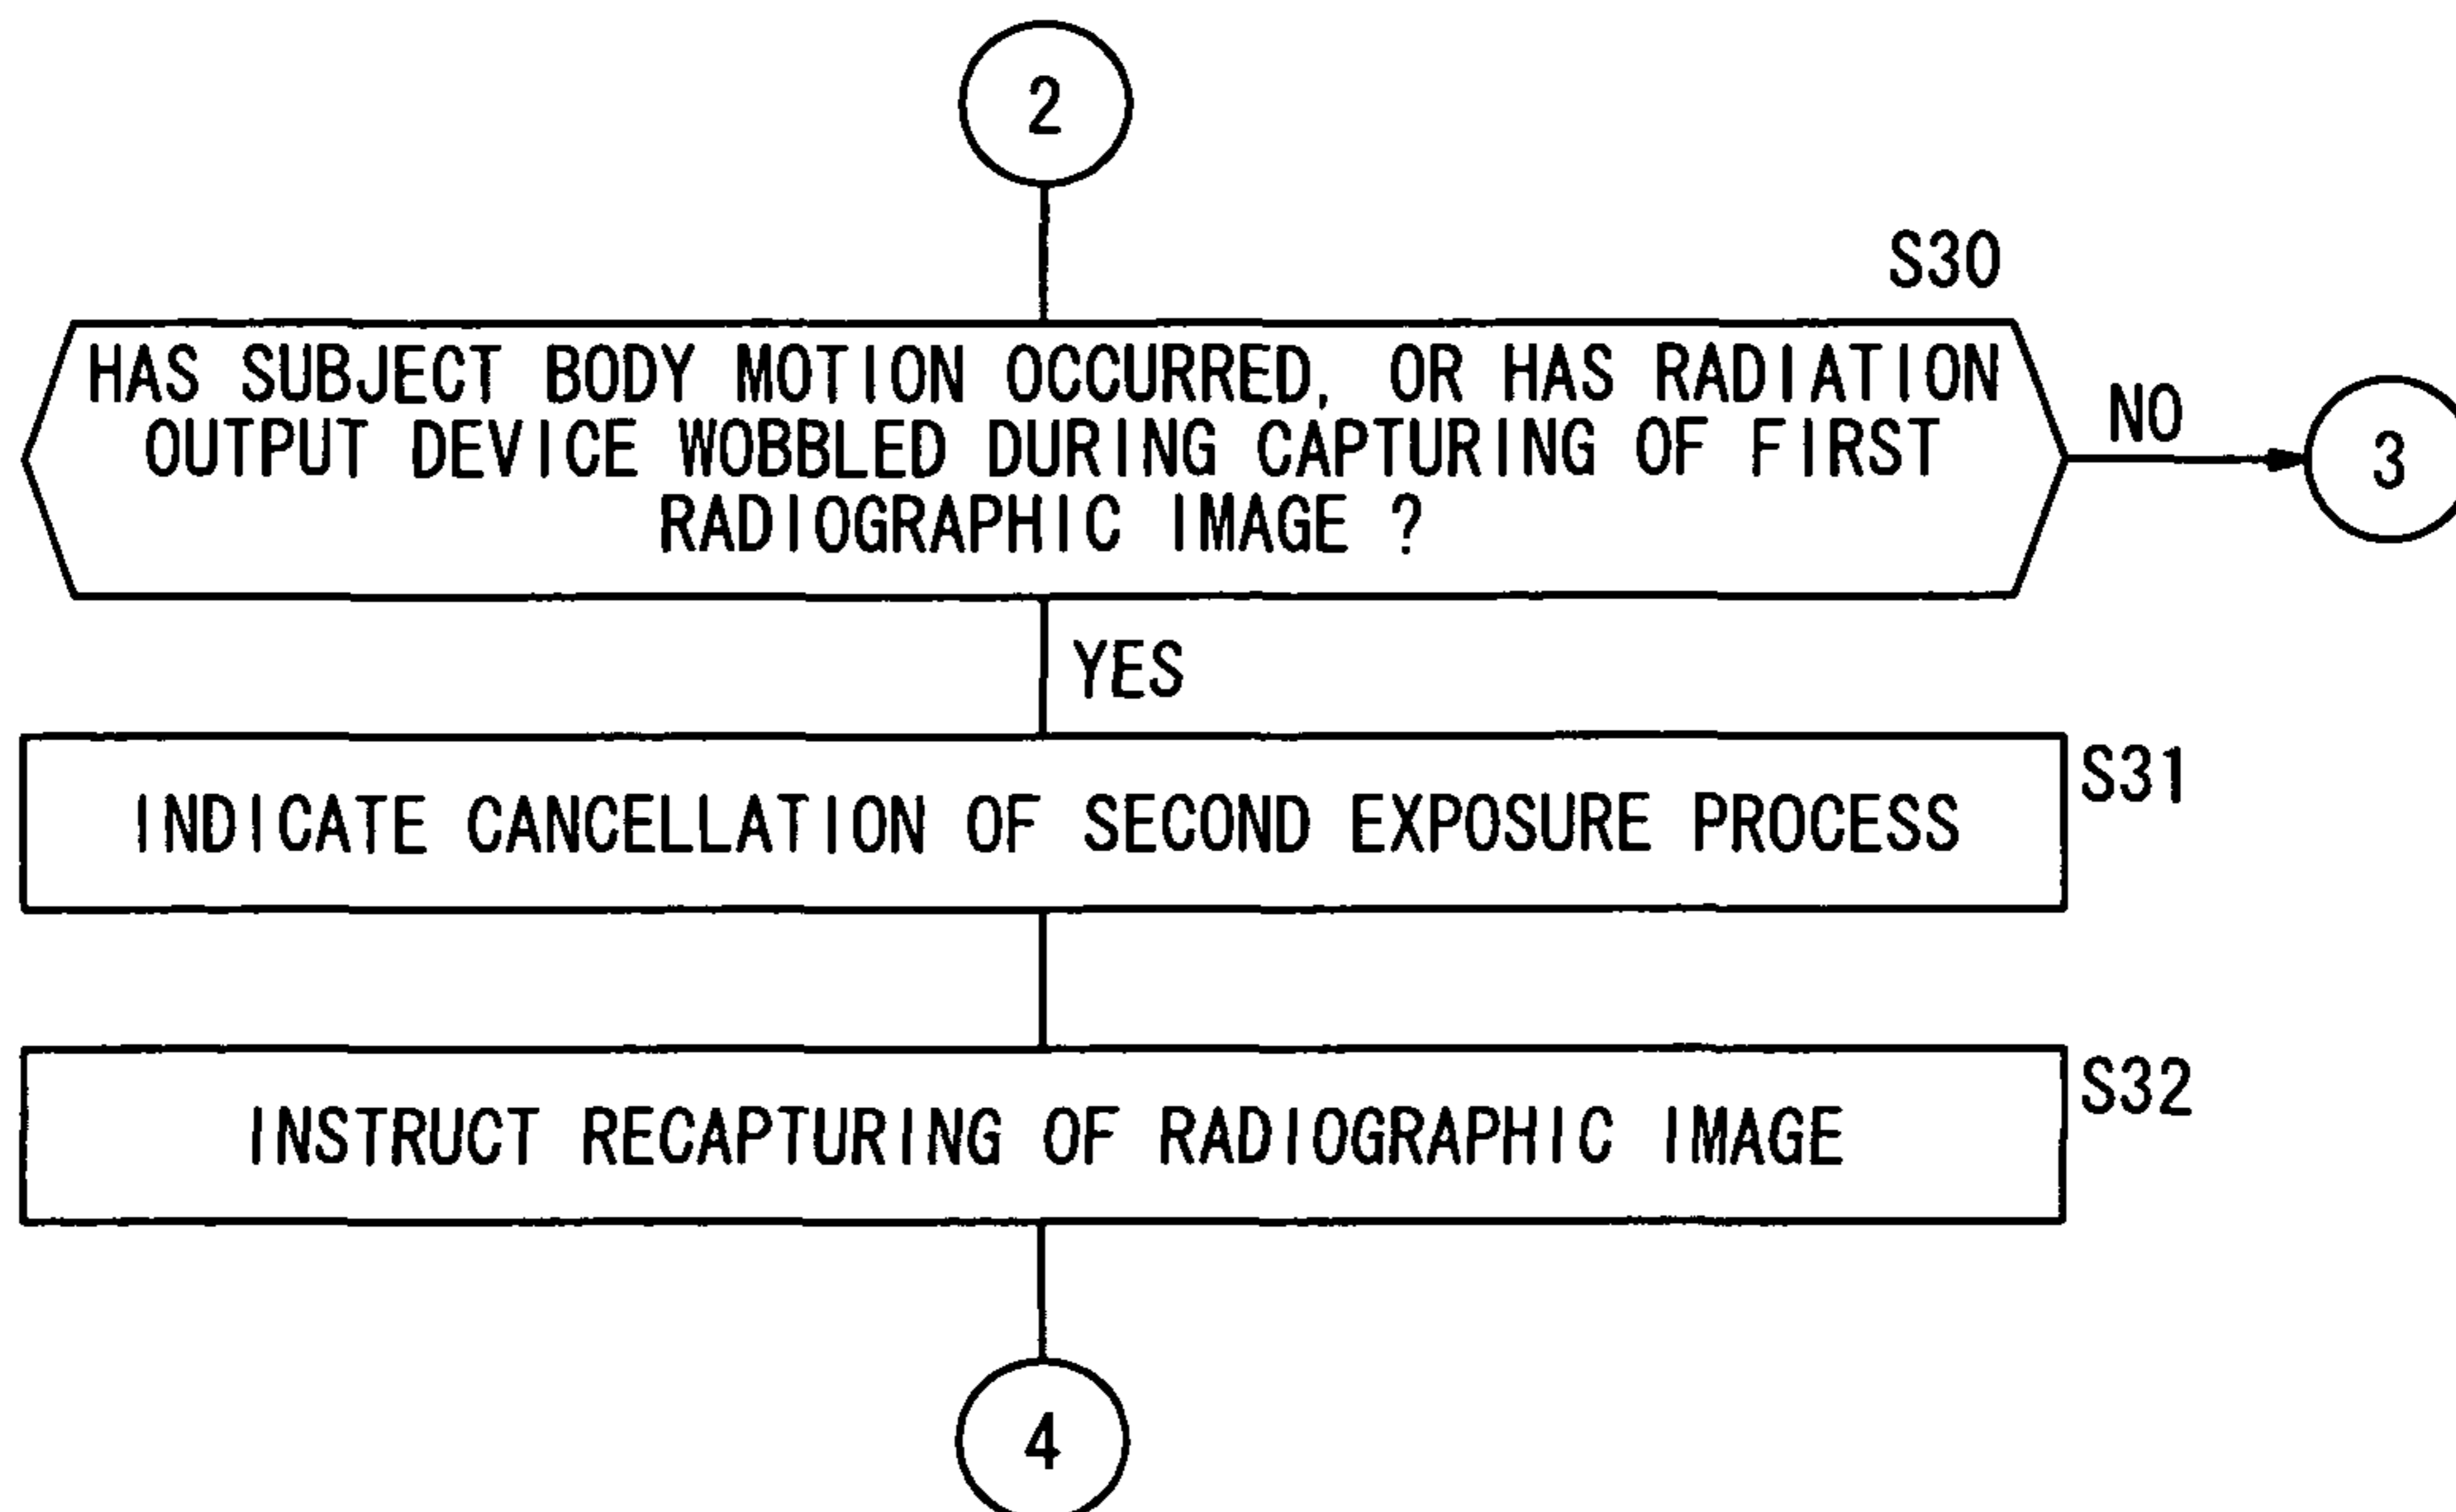 2
S30
HAS SUBJECT BODY MOTION OCCURRED, OR HAS RADIATION
OUTPUT DEVICE WOBBLED DURING CAPTURING OF FIRST
RADIOGRAPHIC IMAGE ?
NO
3
YES
S31
INDICATE CANCELLATION OF SECOND EXPOSURE PROCESS
S32
INSTRUCT RECAPTURING OF RADIOGRAPHIC IMAGE
4